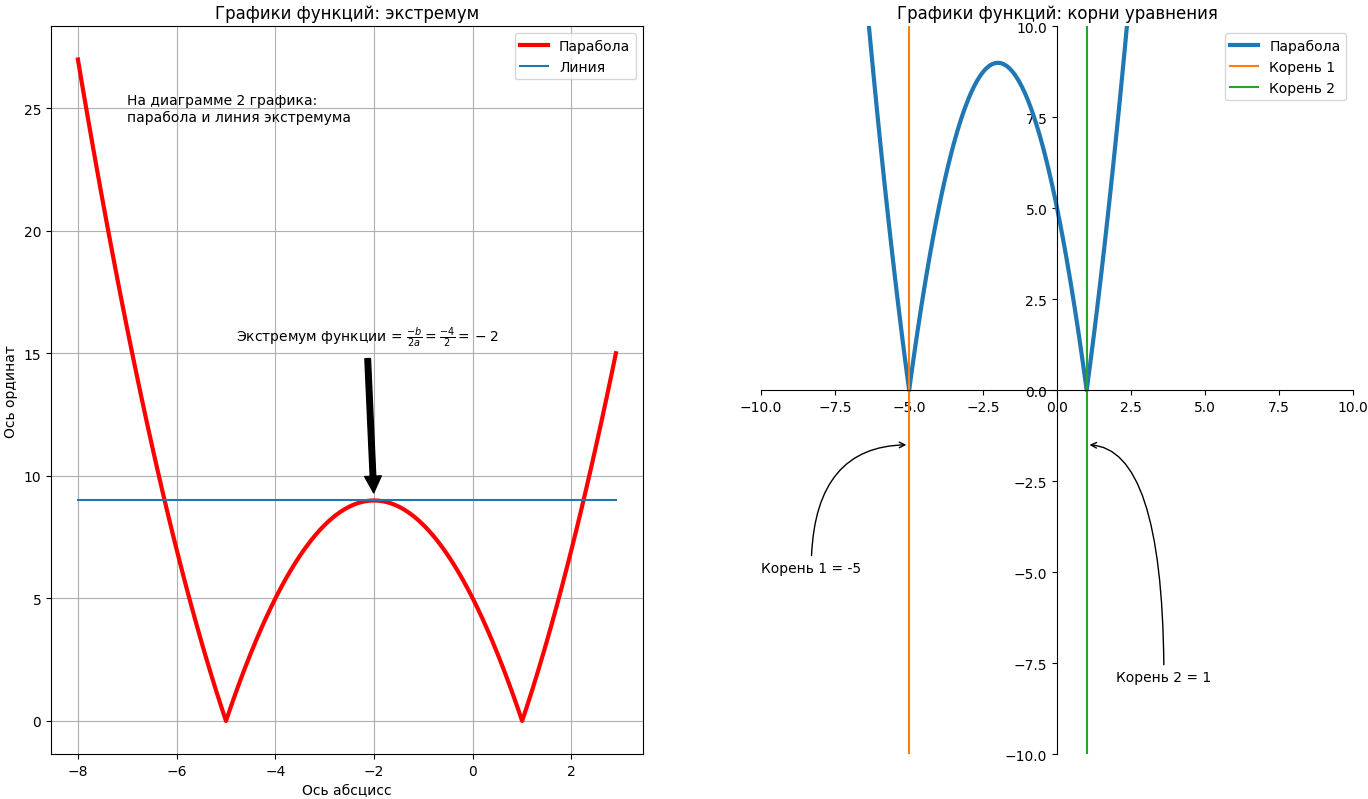 Графики функций: экстремум
Парабола
Линия
На диаграмме 2 графика:
парабола и линия экстремума
Экстремум функции = \frac{-b}{2a} = \frac{-4}{2} = −2
25
20
15
10
5
0
Ось ординат
−8 −6 −4 −2 0 2
Ось абсцисс
Графики функций: корни уравнения
Парабола
Корень 1
Корень 2
10.0
7.5
5.0
2.5
0.0
−10.0 −7.5 −5.0 −2.5 0.0 2.5 5.0 7.5 10.0
−2.5
−5.0
Корень 1 = -5
−7.5
Корень 2 = 1
−10.0